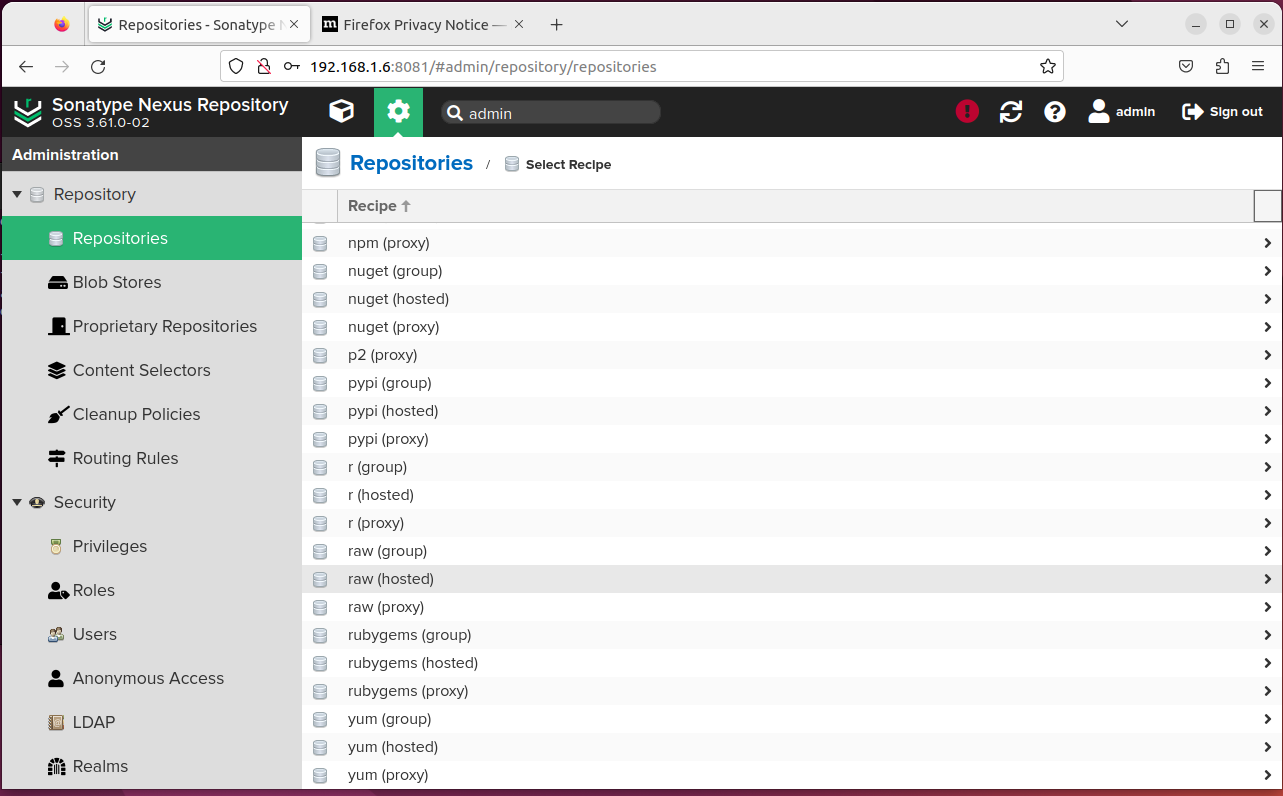 Repositories - Sonatype N
Firefox Privacy Notice —
192.168.1.6:8081/#admin/repository/repositories
Sonatype Nexus Repository
OSS 3.61.0-02
admin
admin
Sign out
Administration
Repositories / Select Recipe
Repository
Repositories
Blob Stores
Proprietary Repositories
Content Selectors
Cleanup Policies
Routing Rules
Security
Privileges
Roles
Users
Anonymous Access
LDAP
Realms
Recipe
npm (proxy)
nuget (group)
nuget (hosted)
nuget (proxy)
p2 (proxy)
pypi (group)
pypi (hosted)
pypi (proxy)
r (group)
r (hosted)
r (proxy)
raw (group)
raw (hosted)
raw (proxy)
rubygems (group)
rubygems (hosted)
rubygems (proxy)
yum (group)
yum (hosted)
yum (proxy)